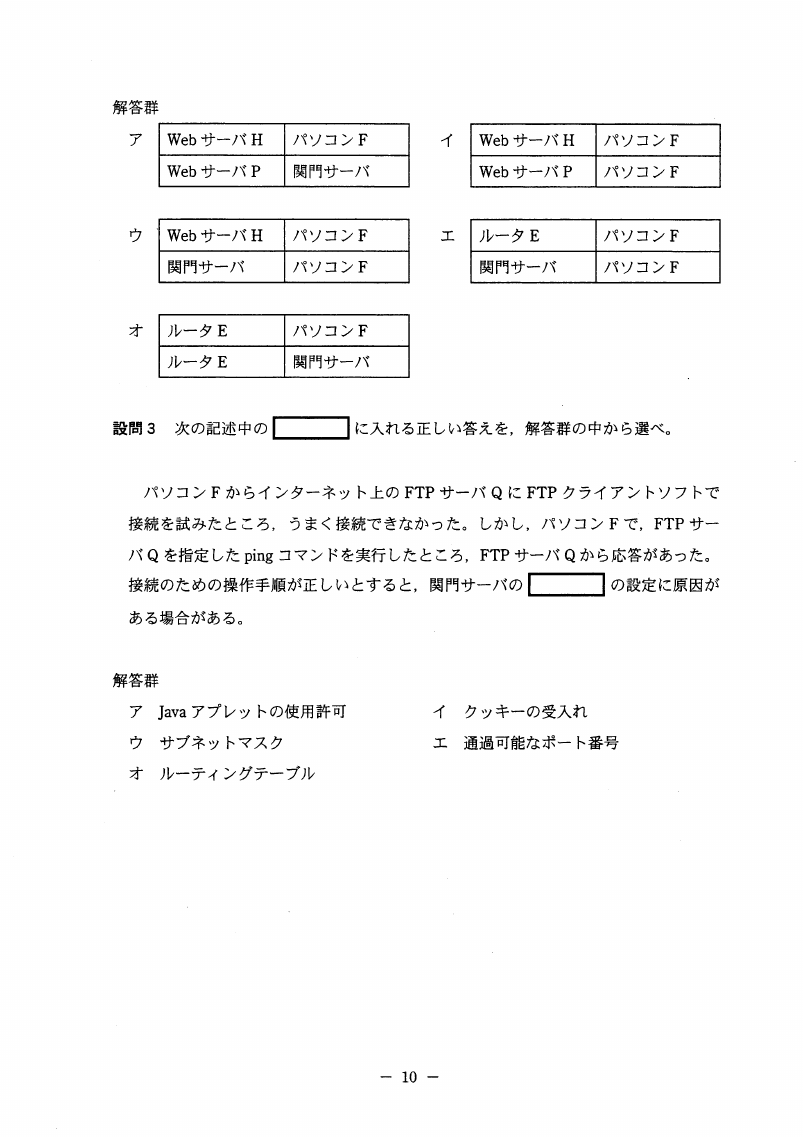 解答群
ア Web サーバ H パソコン F イ Web サーバ H パソコン F
Web サーバ P 関門サーバ Web サーバ P パソコン F
ウ Web サーバ H パソコン F エ ルータ E パソコン F
関門サーバ パソコン F 関門サーバ パソコン F
オ ルータ E パソコン F
ルータ E 関門サーバ
設問3 次の記述中の に入れる正しい答えを，解答群の中から選べ。
パソコン F からインターネット上の FTP サーバ Q に FTP クライアントソフトで
接続を試みたところ，うまく接続できなかった。しかし，パソコン F で，FTP サー
バ Q を指定した ping コマンドを実行したところ，FTP サーバ Q から応答があった。
接続のための操作手順が正しいとすると，関門サーバの の設定に原因が
ある場合がある。
解答群
ア Java アプレットの使用許可 イ クッキーの受入れ
ウ サブネットマスク エ 通過可能なポート番号
オ ルーティングテーブル
－ 10 －